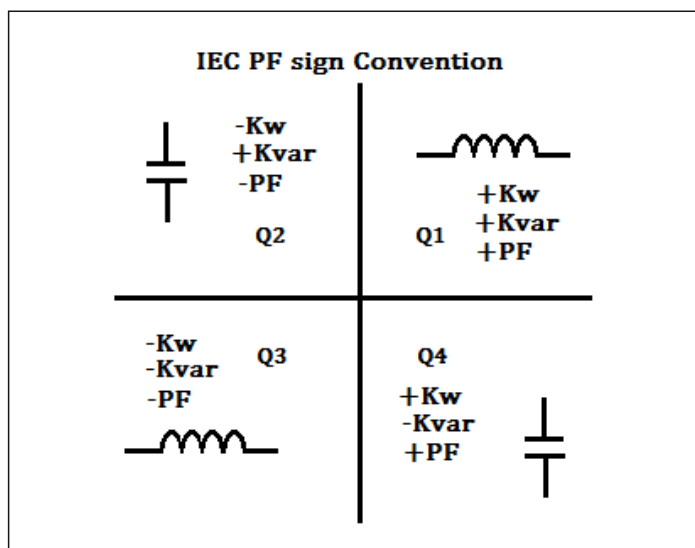 IEC PF sign Convention
-Kw
+Kvar
-PF
Q2
+Kw
+Kvar
+PF
Q1
-Kw
-Kvar
-PF
Q3
Q4
+Kw
-Kvar
+PF